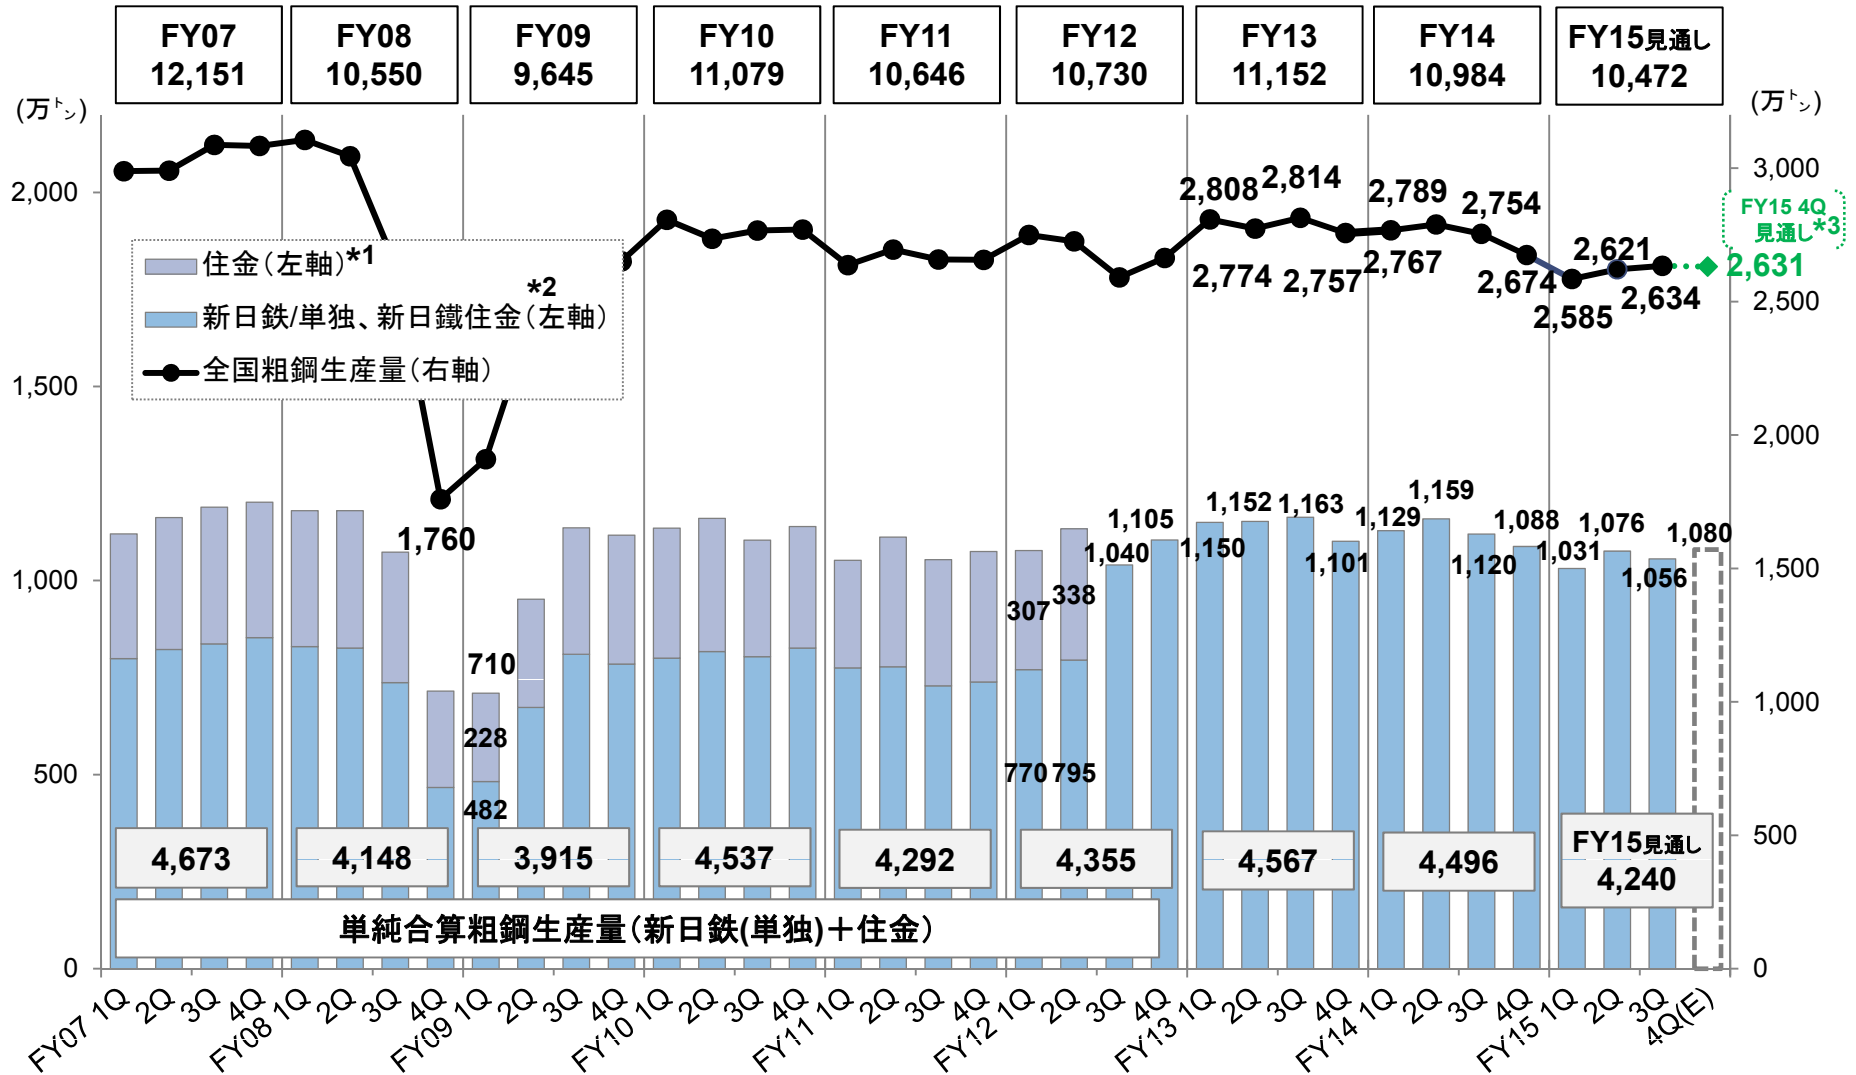 FY07
12,151
FY08
10,550
FY09
9,645
FY10
11,079
FY11
10,646
FY12
10,730
FY13
11,152
FY14
10,984
FY15見通し
10,472
(万トン)
(万トン)
2,000
1,500
1,000
500
0
3,000
2,500
2,000
1,500
1,000
500
0
住金（左軸）*1
新日鉄/単独、新日鐵住金（左軸）*2
全国粗鋼生産量（右軸）
FY15 4Q
見通し*3
2,631
2,808
2,814
2,789
2,754
2,774
2,757
2,767
2,674
2,621
2,585
2,634
1,760
710
228
482
307
338
770
795
1,040
1,105
1,150
1,152
1,163
1,101
1,129
1,159
1,120
1,088
1,031
1,076
1,056
1,080
4,673
4,148
3,915
4,537
4,292
4,355
4,567
4,496
FY15見通し
4,240
単純合算粗鋼生産量（新日鉄(単独)＋住金）
FY07 1Q
2Q
3Q
4Q
FY08 1Q
2Q
3Q
4Q
FY09 1Q
2Q
3Q
4Q
FY10 1Q
2Q
3Q
4Q
FY11 1Q
2Q
3Q
4Q
FY12 1Q
2Q
3Q
4Q
FY13 1Q
2Q
3Q
4Q
FY14 1Q
2Q
3Q
4Q
FY15 1Q
2Q
3Q
4Q(E)